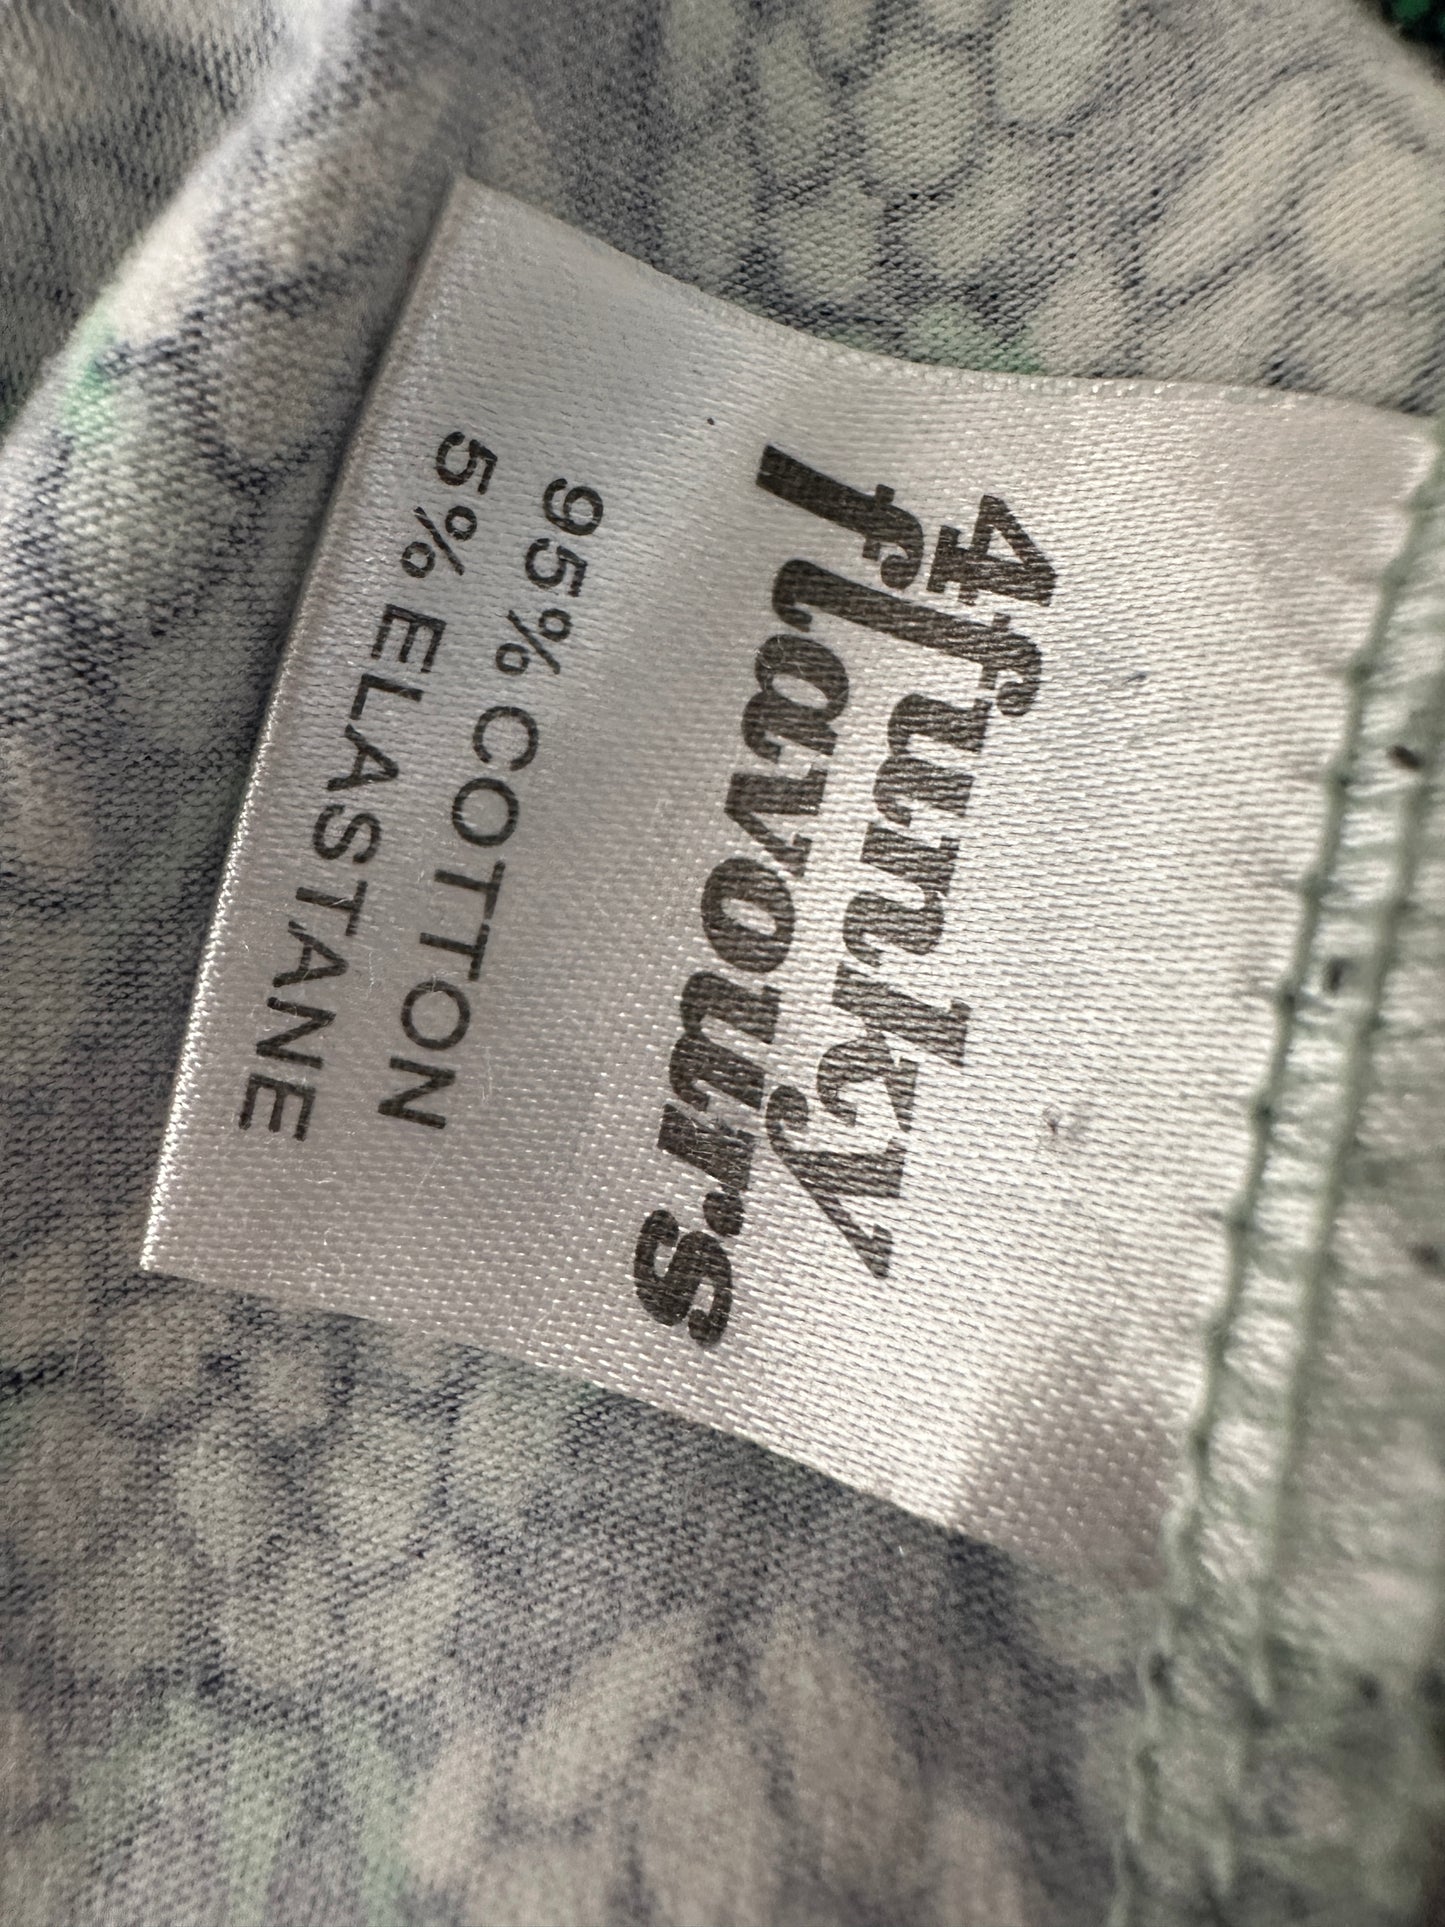 4funky
flavours
95% COTTON
5% ELASTANE